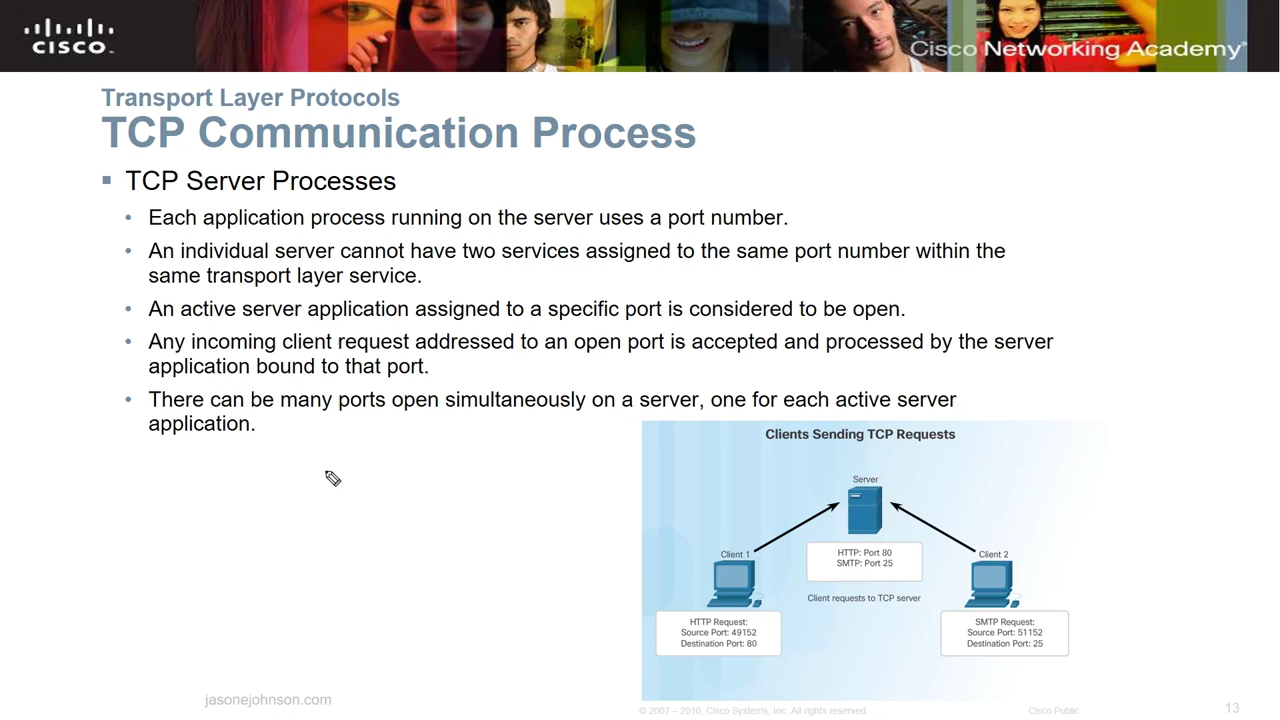 CISCO
Cisco Networking Academy
Transport Layer Protocols
TCP Communication Process
TCP Server Processes
Each application process running on the server uses a port number.
An individual server cannot have two services assigned to the same port number within the
same transport layer service.
An active server application assigned to a specific port is considered to be open.
Any incoming client request addressed to an open port is accepted and processed by the server
application bound to that port.
There can be many ports open simultaneously on a server, one for each active server
application.
Clients Sending TCP Requests
Server
HTTP: Port 80
SMTP: Port 25
Client 1
Client 2
Client requests to TCP server
HTTP Request:
Source Port: 49152
Destination Port: 80
SMTP Request:
Source Port: 51152
Destination Port: 25
jasonejohnson.com
© 2007 – 2010, Cisco Systems, Inc. All rights reserved.
Cisco Public
13